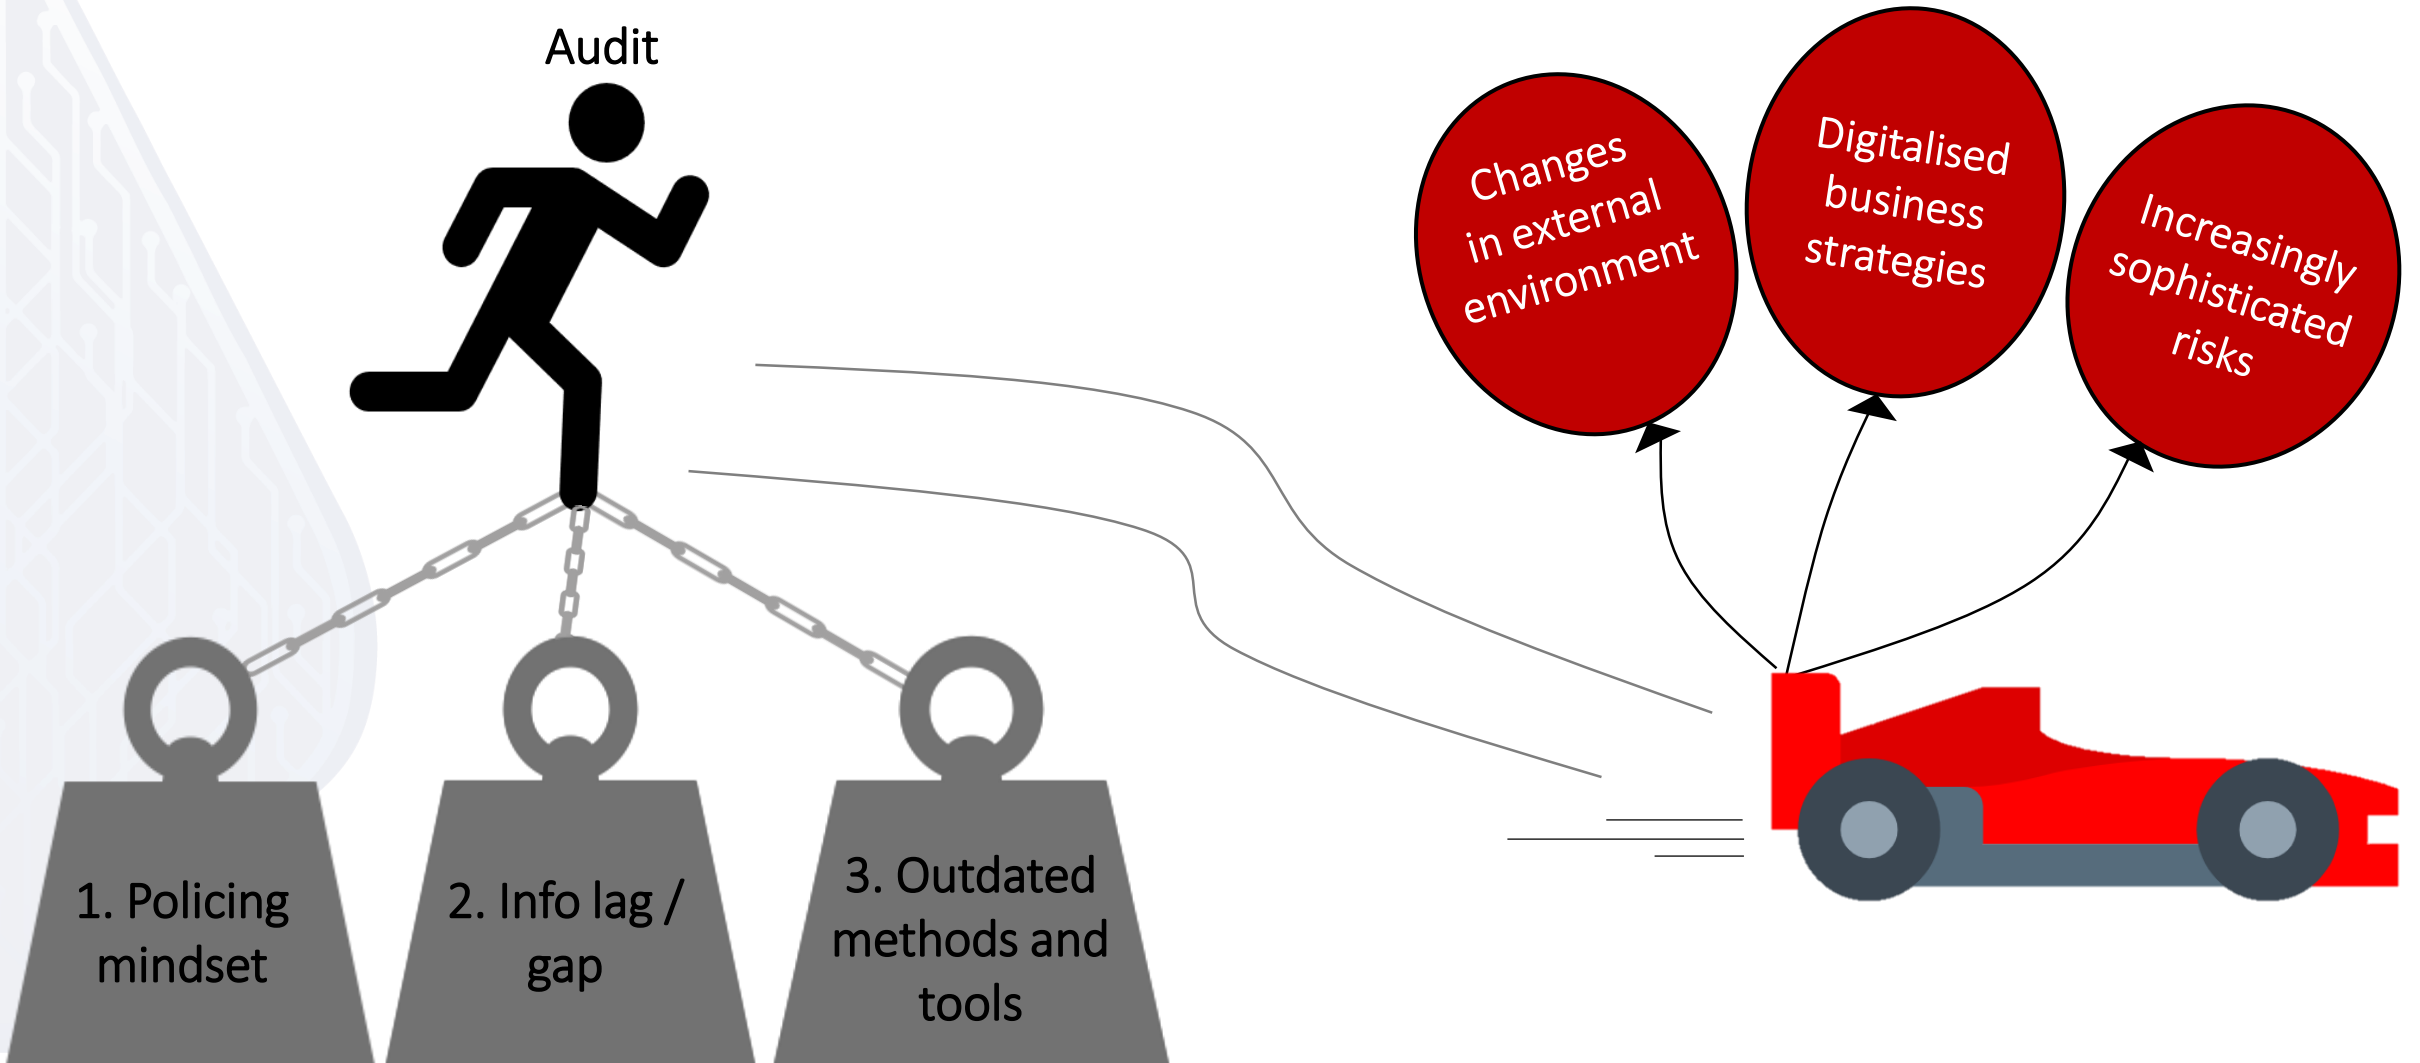 Audit
Changes
in external
environment
Digitalised
business
strategies
Increasingly
sophisticated
risks
1. Policing
mindset
2. Info lag /
gap
3. Outdated
methods and
tools